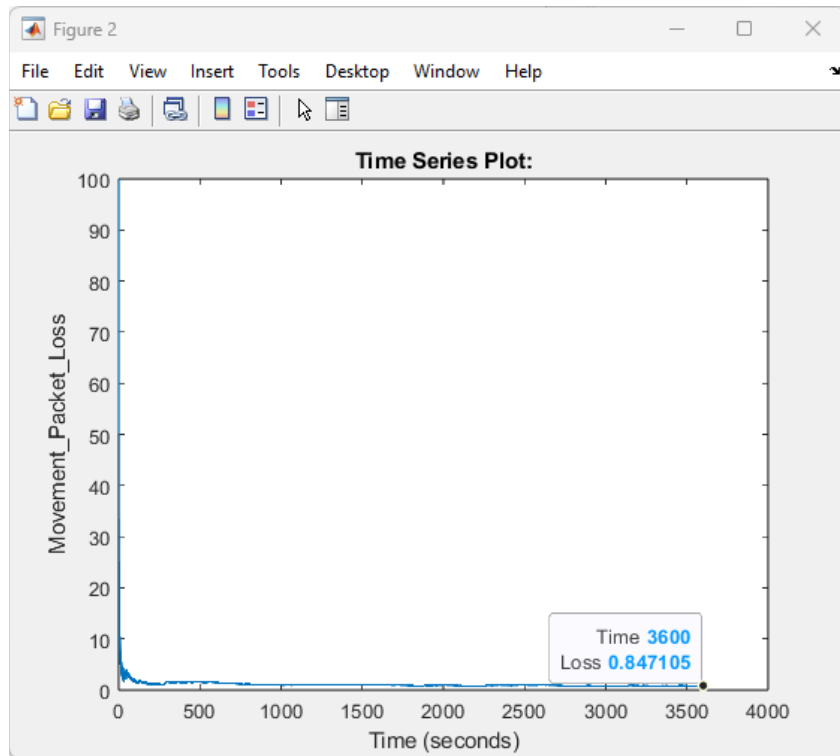 Figure 2
File Edit View Insert Tools Desktop Window Help
Time Series Plot:
100
90
80
70
60
50
40
30
20
10
0
Movement_Packet_Loss
Time 3600
Loss 0.847105
0 500 1000 1500 2000 2500 3000 3500 4000
Time (seconds)